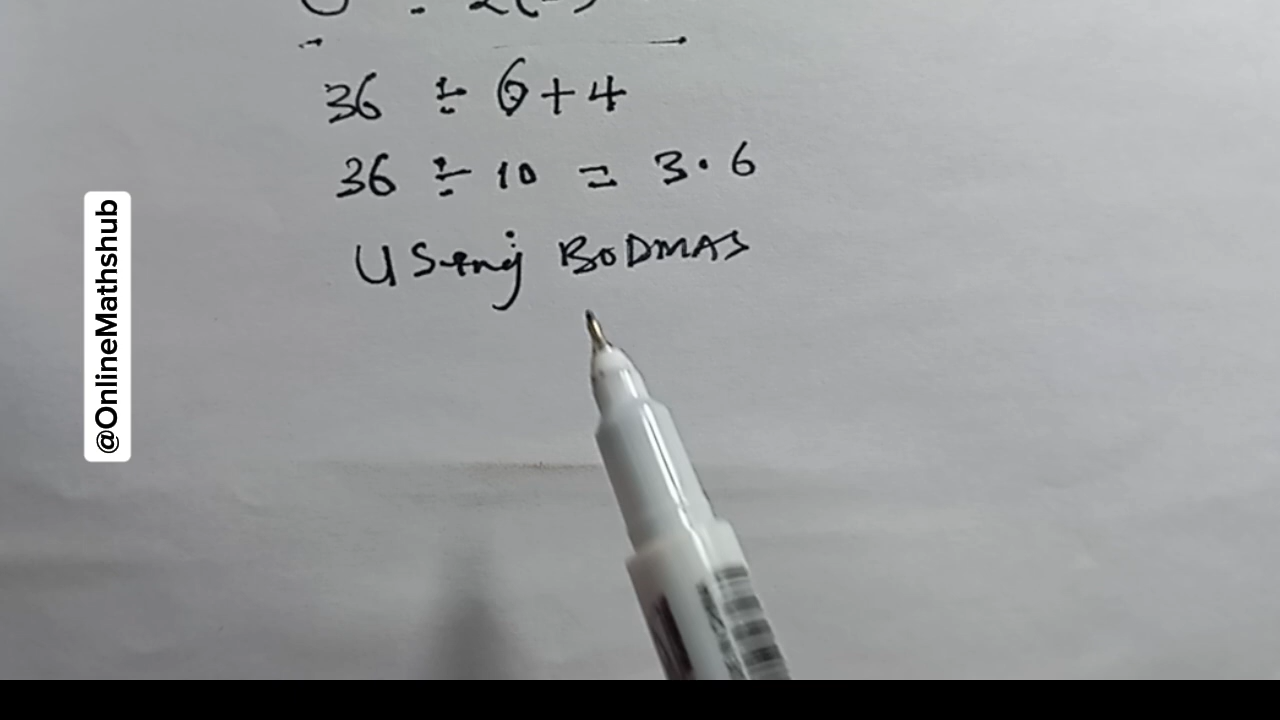 36 ÷ 6 + 4
36 ÷ 10 = 3.6
Using BODMAS
@OnlineMathshub